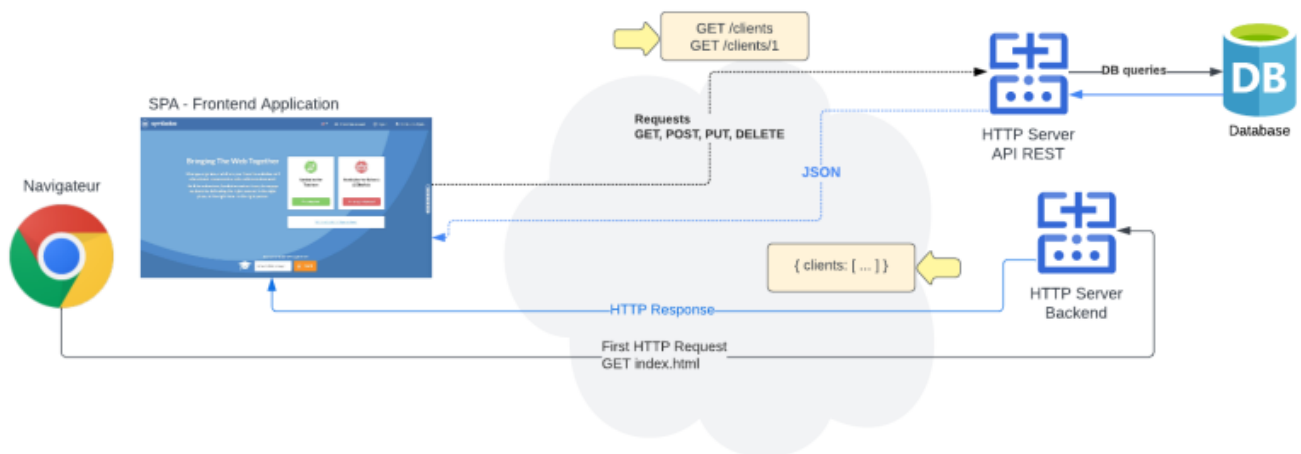 GET /clients
GET /clients/1
SPA - Frontend Application
Bringing The Web Together
Navigateur
Requests
GET, POST, PUT, DELETE
JSON
DB queries
DB
Database
HTTP Server
API REST
{ clients: [ ... ] }
HTTP Server
Backend
HTTP Response
First HTTP Request
GET index.html